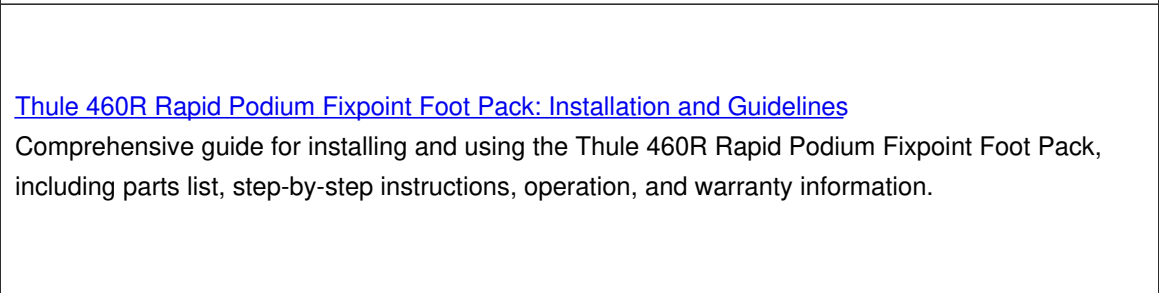 Thule 460R Rapid Podium Fixpoint Foot Pack: Installation and Guidelines
Comprehensive guide for installing and using the Thule 460R Rapid Podium Fixpoint Foot Pack,
including parts list, step-by-step instructions, operation, and warranty information.